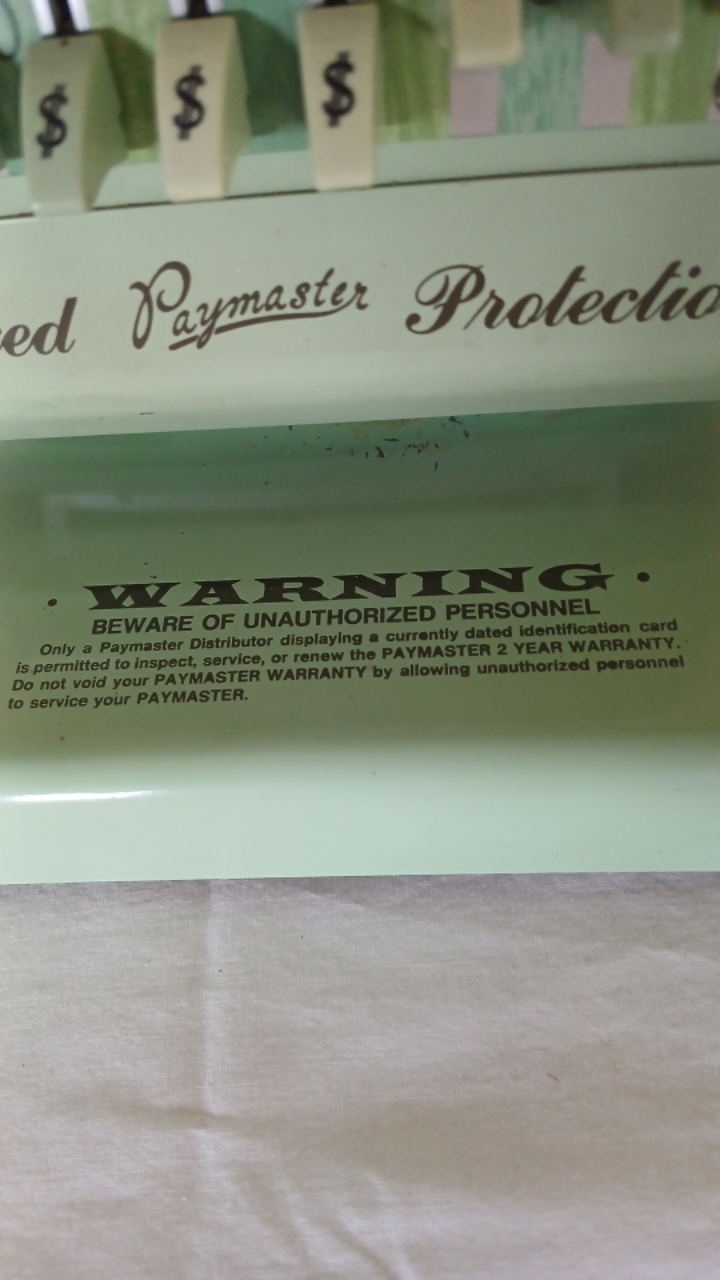 $ $ $
Paymaster
· WARNING ·
BEWARE OF UNAUTHORIZED PERSONNEL
Only a Paymaster Distributor displaying a currently dated identification card
is permitted to inspect, service, or renew the PAYMASTER 2 YEAR WARRANTY.
Do not void your PAYMASTER WARRANTY by allowing unauthorized personnel
to service your PAYMASTER.